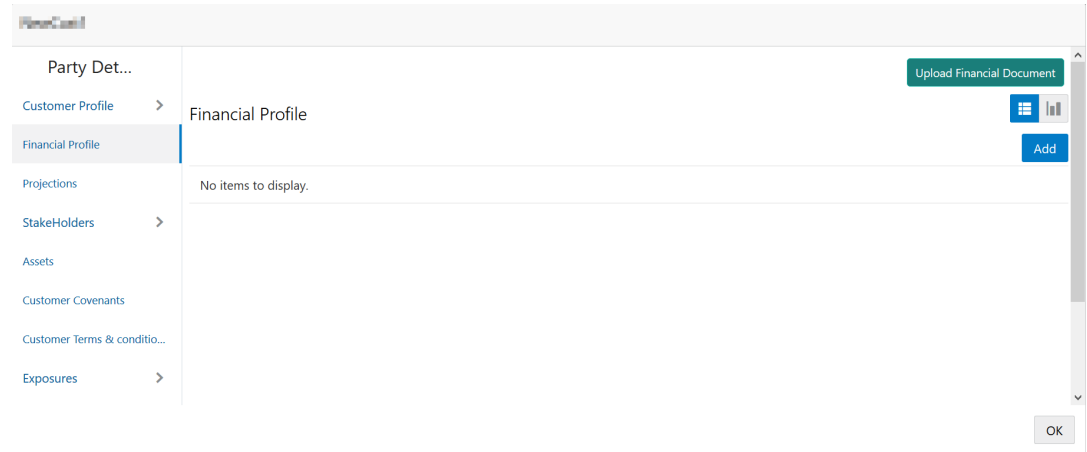 Party Det...
Upload Financial Document
Customer Profile
Financial Profile
Financial Profile
Add
Projections
No items to display.
StakeHolders
Assets
Customer Covenants
Customer Terms & conditio...
Exposures
OK